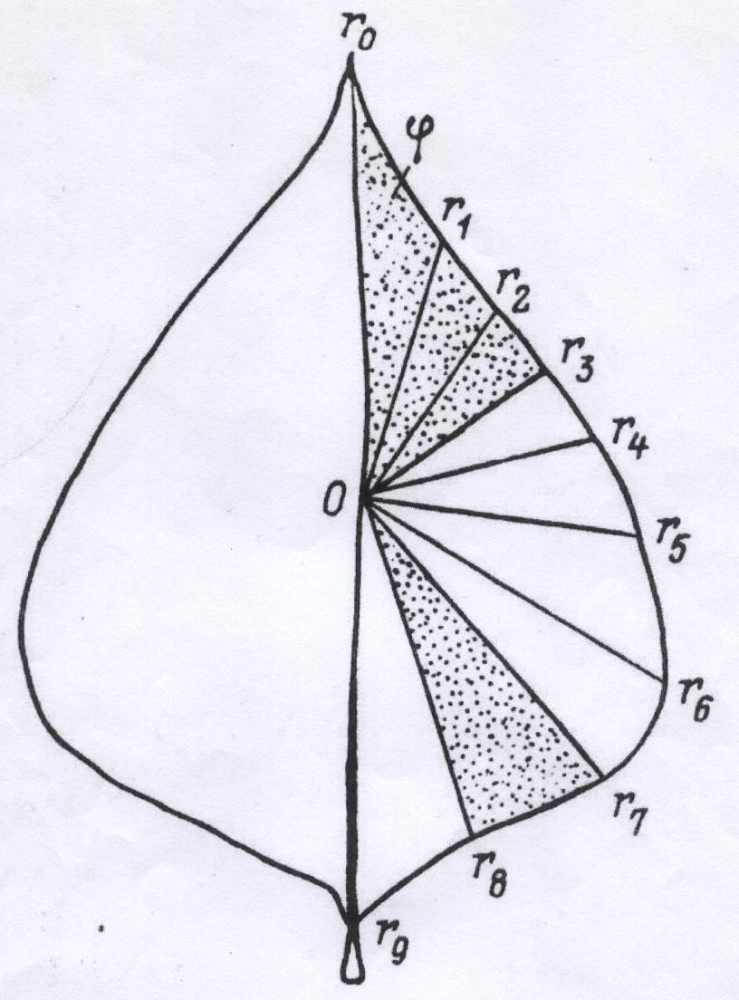 r₀
φ
r₁
r₂
r₃
r₄
O
r₅
r₆
r₇
r₈
r₉